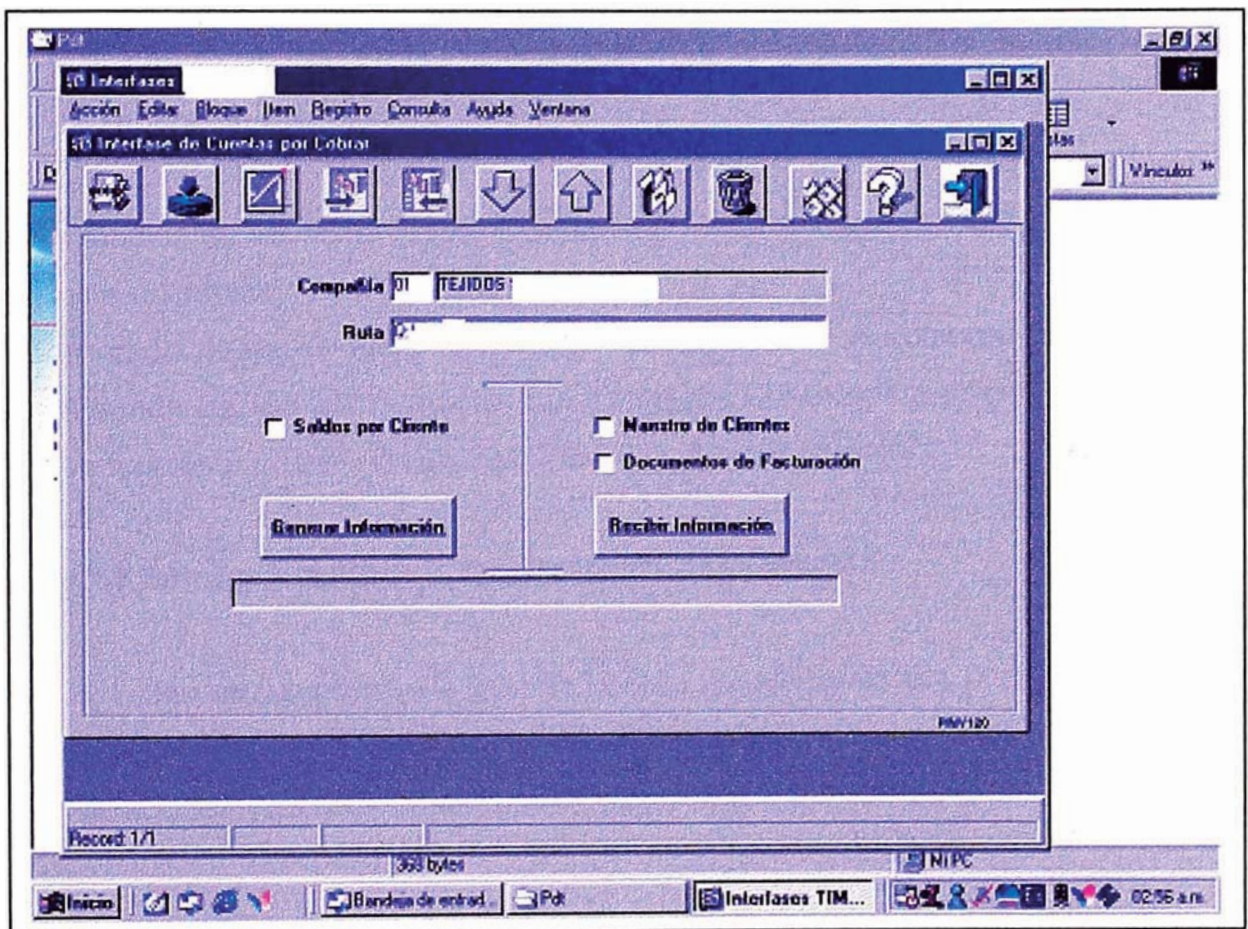 Pdt
Interfases
Acción Editar Bloque Item Registro Consulta Ayuda Ventana
Interfase de Cuentas por Cobrar
Vínculos »
Compañía 01 TEJIDOS
Ruta
Saldos por Cliente
Maestro de Clientes
Documentos de Facturación
Generar Información
Recibir Información
Record: 1/1
363 bytes
Mi PC
Inicio
Bandeja de entrad...
Pdt
Interfases TIM...
02:56 a.m.